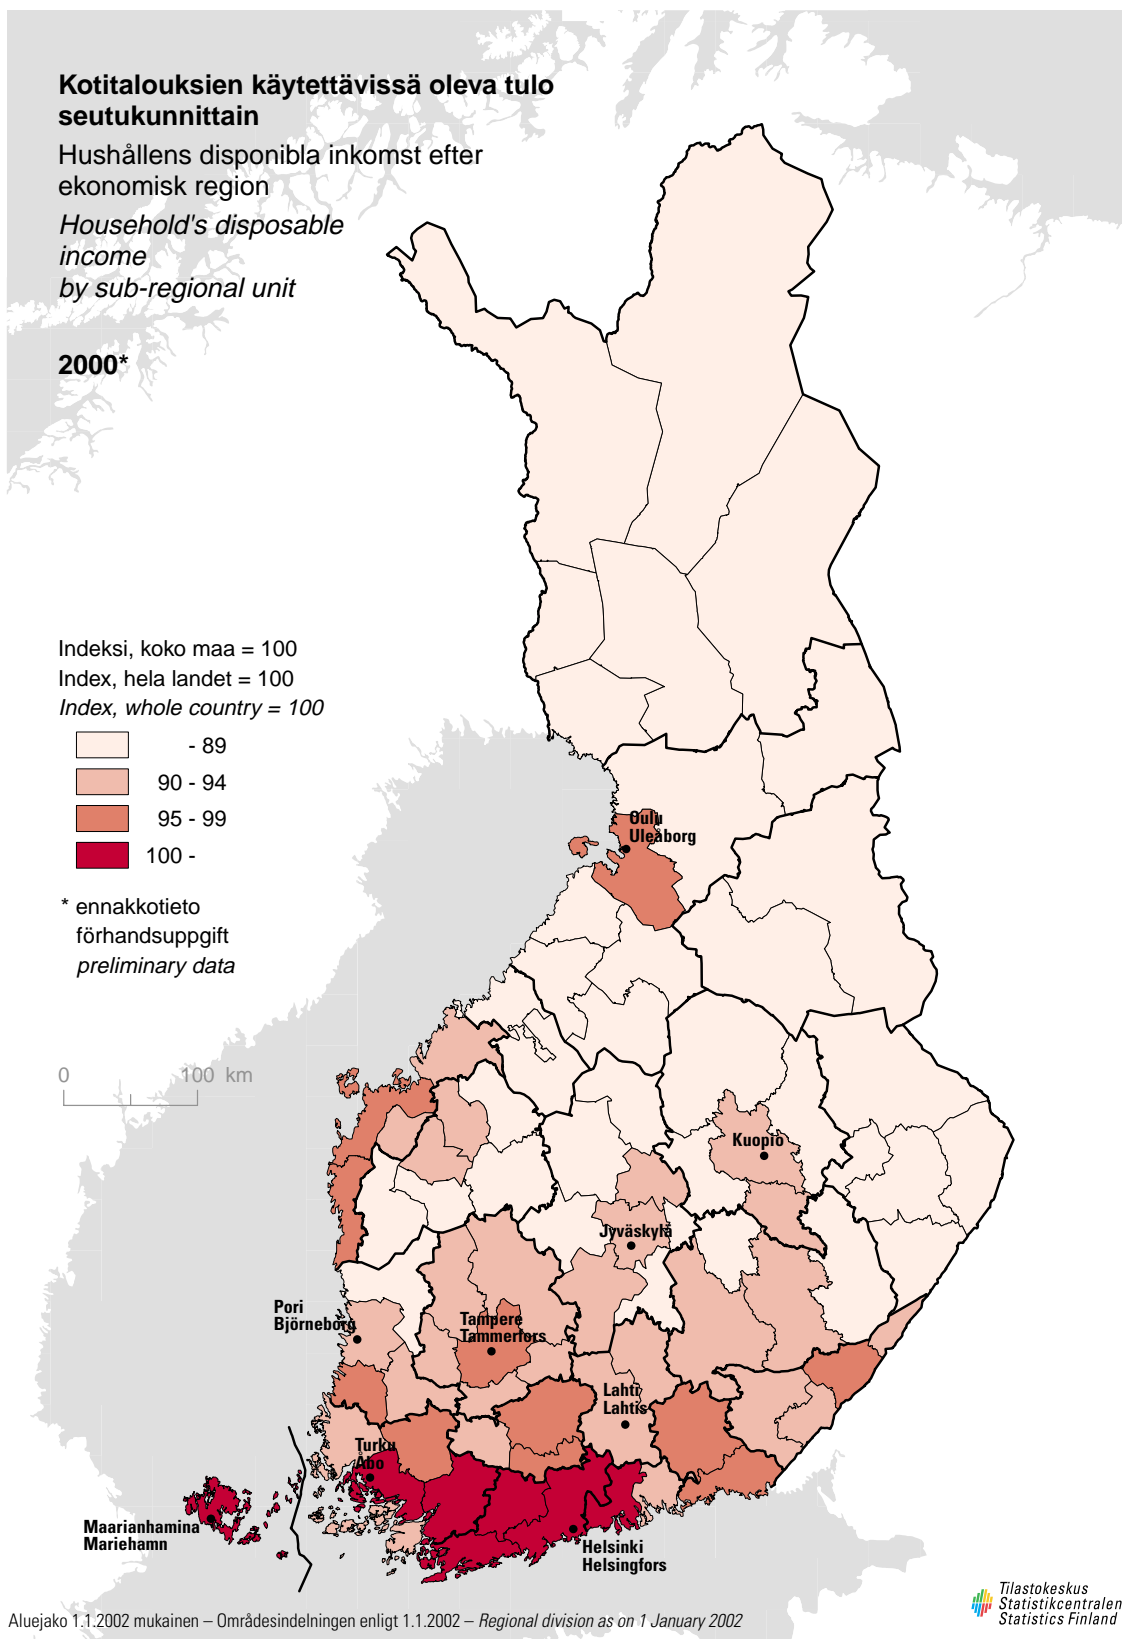 Kotitalouksien käytettävissä oleva tulo
seutukunnittain
Hushållens disponibla inkomst efter
ekonomisk region
Household's disposable
income
by sub-regional unit
2000*
Indeksi, koko maa = 100
Index, hela landet = 100
Index, whole country = 100
- 89
90 - 94
95 - 99
100 -
* ennakkotieto
förhandsuppgift
preliminary data
0 100 km
Oulu
Uleåborg
Kuopio
Jyväskylä
Pori
Björneborg
Tampere
Tammerfors
Lahti
Lahtis
Turku
Åbo
Maarianhamina
Mariehamn
Helsinki
Helsingfors
Tilastokeskus
Statistikcentralen
Statistics Finland
Aluejako 1.1.2002 mukainen – Områdesindelningen enligt 1.1.2002 – Regional division as on 1 January 2002